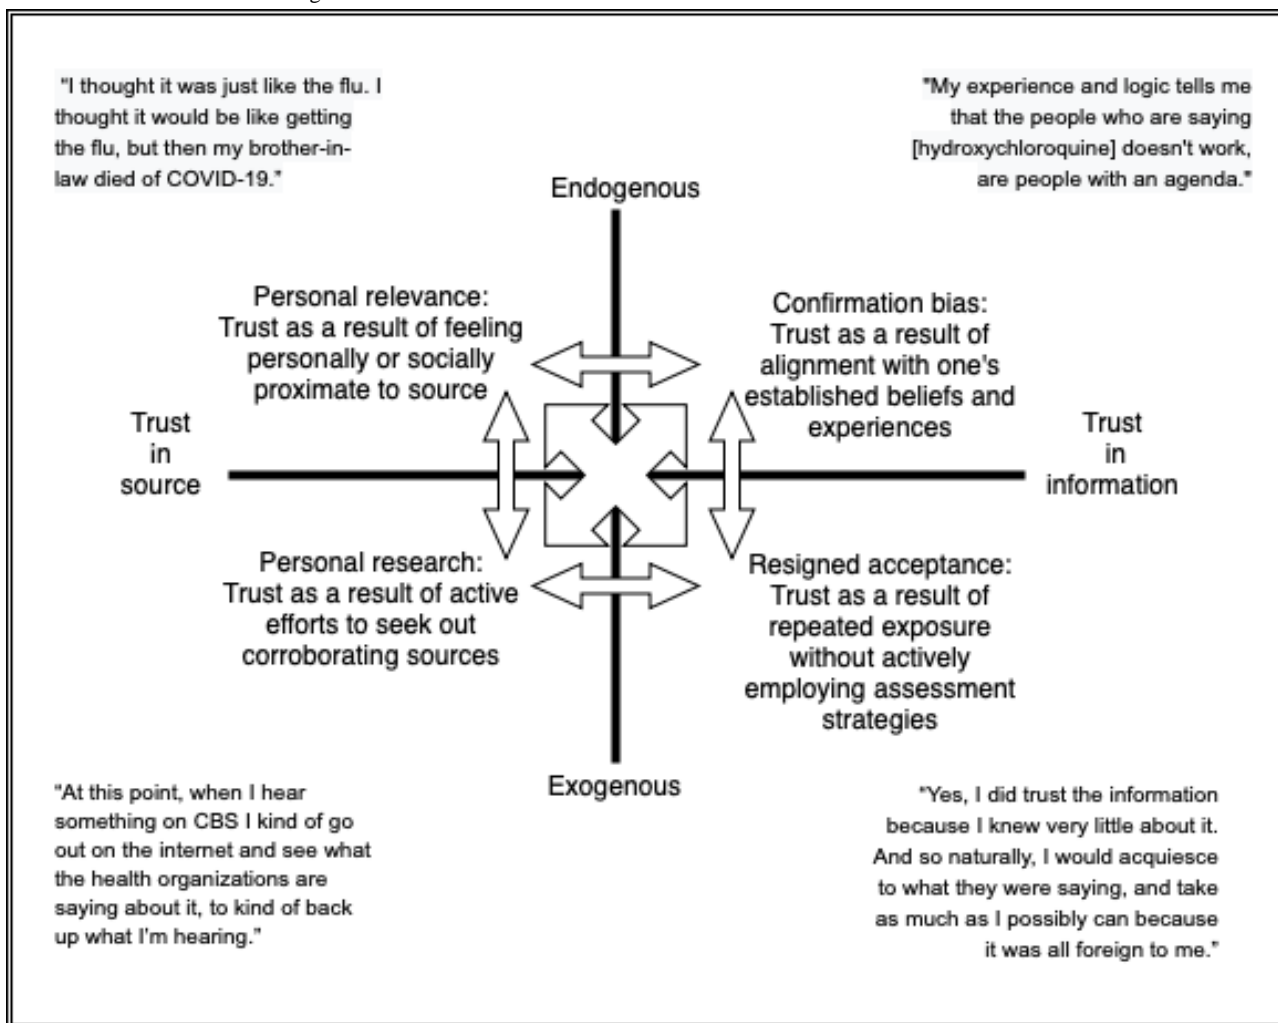 "I thought it was just like the flu. I
thought it would be like getting
the flu, but then my brother-in-
law died of COVID-19."
"My experience and logic tells me
that the people who are saying
[hydroxychloroquine] doesn't work,
are people with an agenda."
Endogenous
Personal relevance:
Trust as a result of feeling
personally or socially
proximate to source
Confirmation bias:
Trust as a result of
alignment with one's
established beliefs and
experiences
Trust
in
source
Trust
in
information
Personal research:
Trust as a result of active
efforts to seek out
corroborating sources
Resigned acceptance:
Trust as a result of
repeated exposure
without actively
employing assessment
strategies
Exogenous
"At this point, when I hear
something on CBS I kind of go
out on the internet and see what
the health organizations are
saying about it, to kind of back
up what I'm hearing."
"Yes, I did trust the information
because I knew very little about it.
And so naturally, I would acquiesce
to what they were saying, and take
as much as I possibly can because
it was all foreign to me."